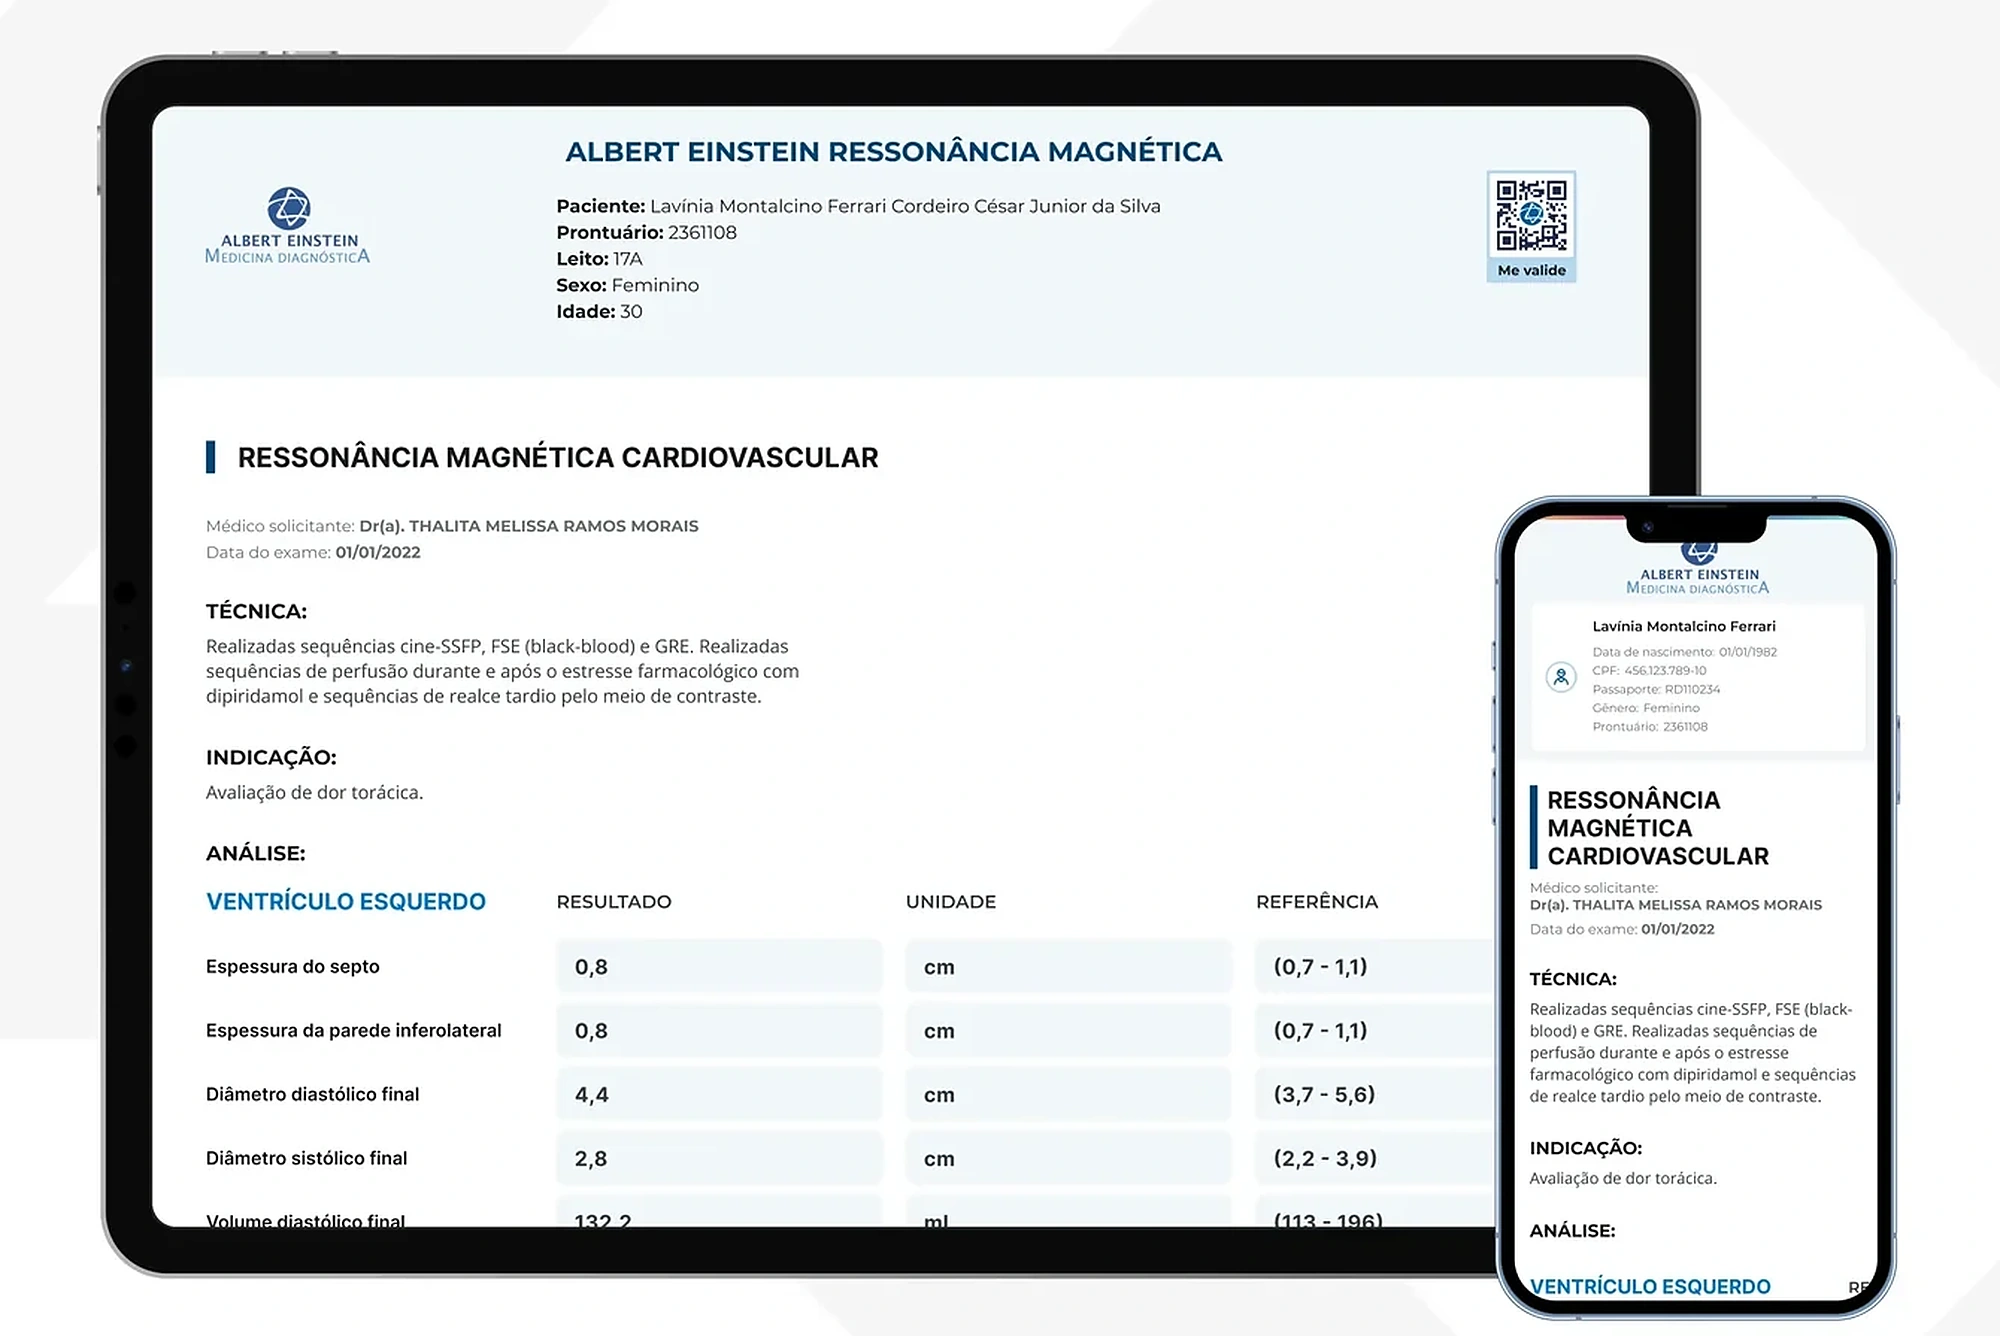 ALBERT EINSTEIN RESSONÂNCIA MAGNÉTICA
ALBERT EINSTEIN
MEDICINA DIAGNÓSTICA
Paciente: Lavínia Montalcino Ferrari Cordeiro César Junior da Silva
Prontuário: 2361108
Leito: 17A
Sexo: Feminino
Idade: 30
Me valide
RESSONÂNCIA MAGNÉTICA CARDIOVASCULAR
Médico solicitante: Dr(a). THALITA MELISSA RAMOS MORAIS
Data do exame: 01/01/2022
TÉCNICA:
Realizadas sequências cine-SSFP, FSE (black-blood) e GRE. Realizadas
sequências de perfusão durante e após o estresse farmacológico com
dipiridamol e sequências de realce tardio pelo meio de contraste.
INDICAÇÃO:
Avaliação de dor torácica.
ANÁLISE:
VENTRÍCULO ESQUERDO RESULTADO UNIDADE REFERÊNCIA
Espessura do septo 0,8 cm (0,7 - 1,1)
Espessura da parede inferolateral 0,8 cm (0,7 - 1,1)
Diâmetro diastólico final 4,4 cm (3,7 - 5,6)
Diâmetro sistólico final 2,8 cm (2,2 - 3,9)
Volume diastólico final 132,2 ml (113 - 196)
ALBERT EINSTEIN
MEDICINA DIAGNÓSTICA
Lavínia Montalcino Ferrari
Data de nascimento: 01/01/1982
CPF: 456.123.789-10
Passaporte: RD110234
Gênero: Feminino
Prontuário: 2361108
RESSONÂNCIA
MAGNÉTICA
CARDIOVASCULAR
Médico solicitante:
Dr(a). THALITA MELISSA RAMOS MORAIS
Data do exame: 01/01/2022
TÉCNICA:
Realizadas sequências cine-SSFP, FSE (black-
blood) e GRE. Realizadas sequências de
perfusão durante e após o estresse
farmacológico com dipiridamol e sequências
de realce tardio pelo meio de contraste.
INDICAÇÃO:
Avaliação de dor torácica.
ANÁLISE:
VENTRÍCULO ESQUERDO RE